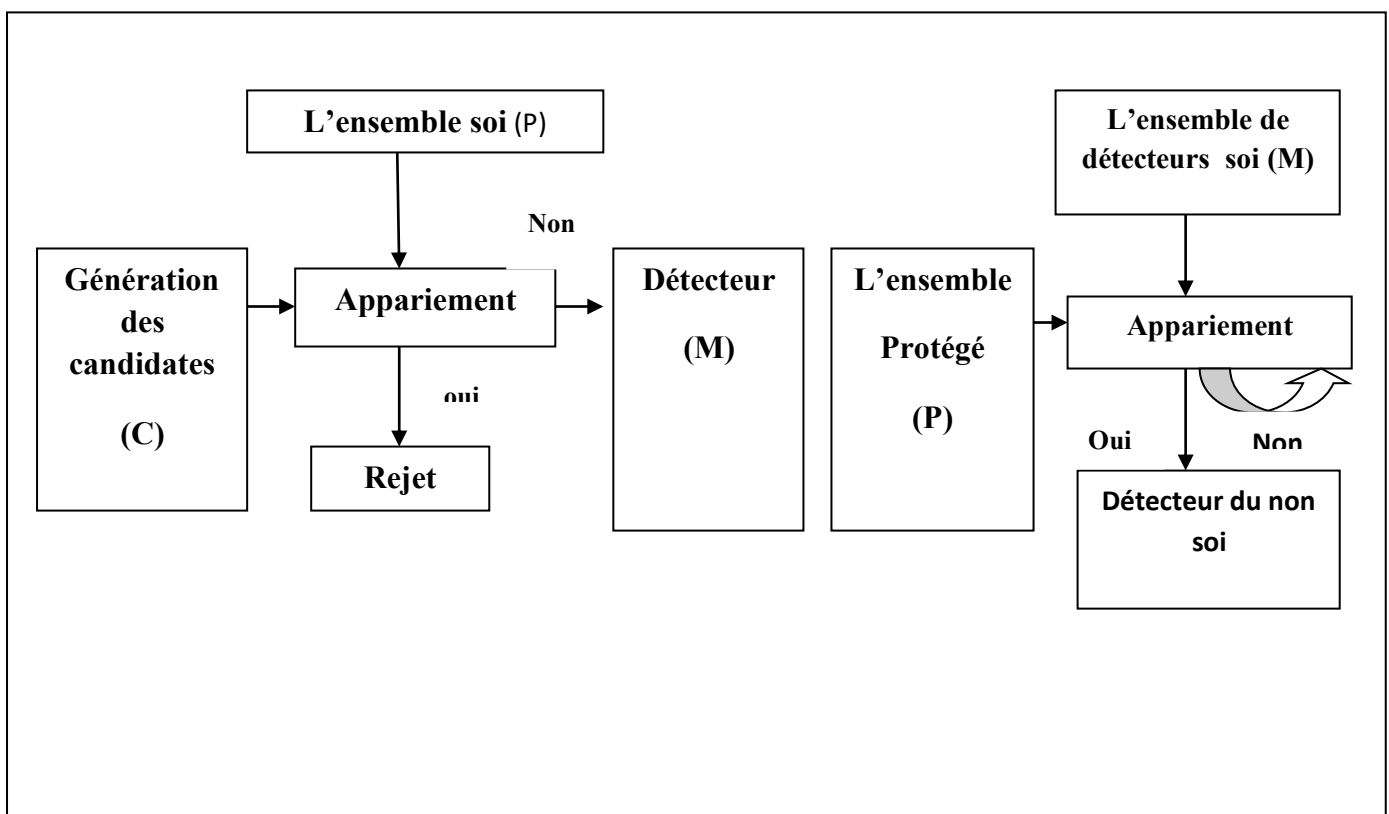 L'ensemble soi (P)
Non
Génération
des
candidates
(C)
Appariement
Détecteur
(M)
oui
Rejet
L'ensemble de
détecteurs soi (M)
L'ensemble
Protégé
(P)
Appariement
Oui
Non
Détecteur du non
soi